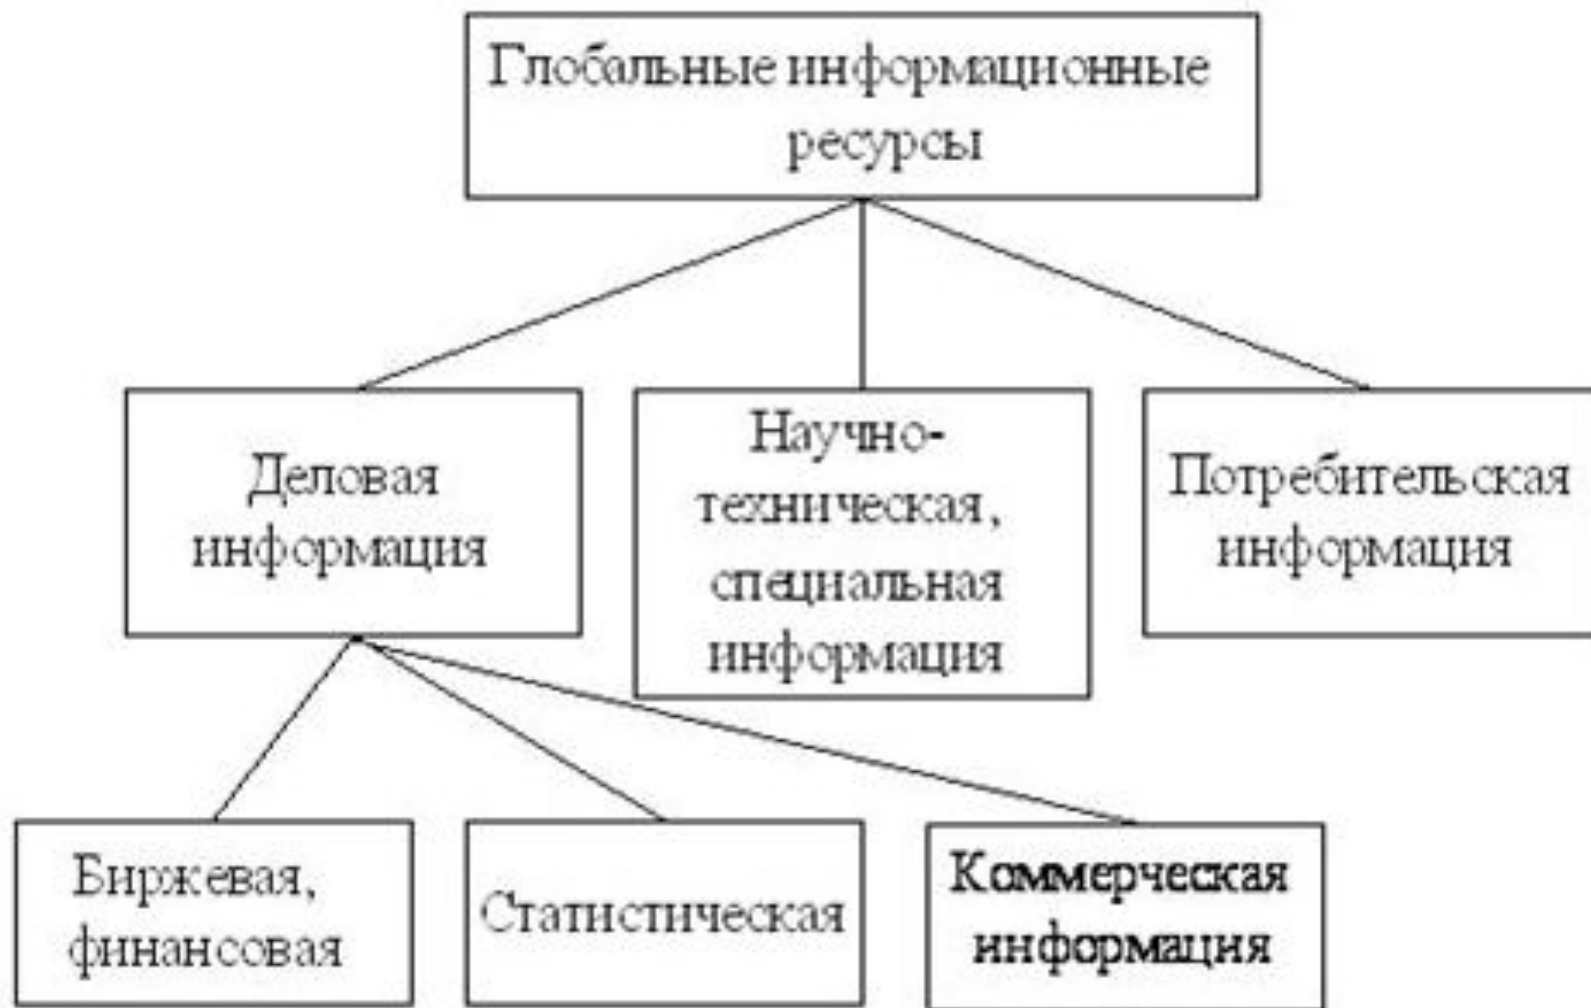 Глобальные информационные
ресурсы
Деловая
информация
Научно-
техническая,
специальная
информация
Потребительская
информация
Биржевая,
финансовая
Статистическая
Коммерческая
информация